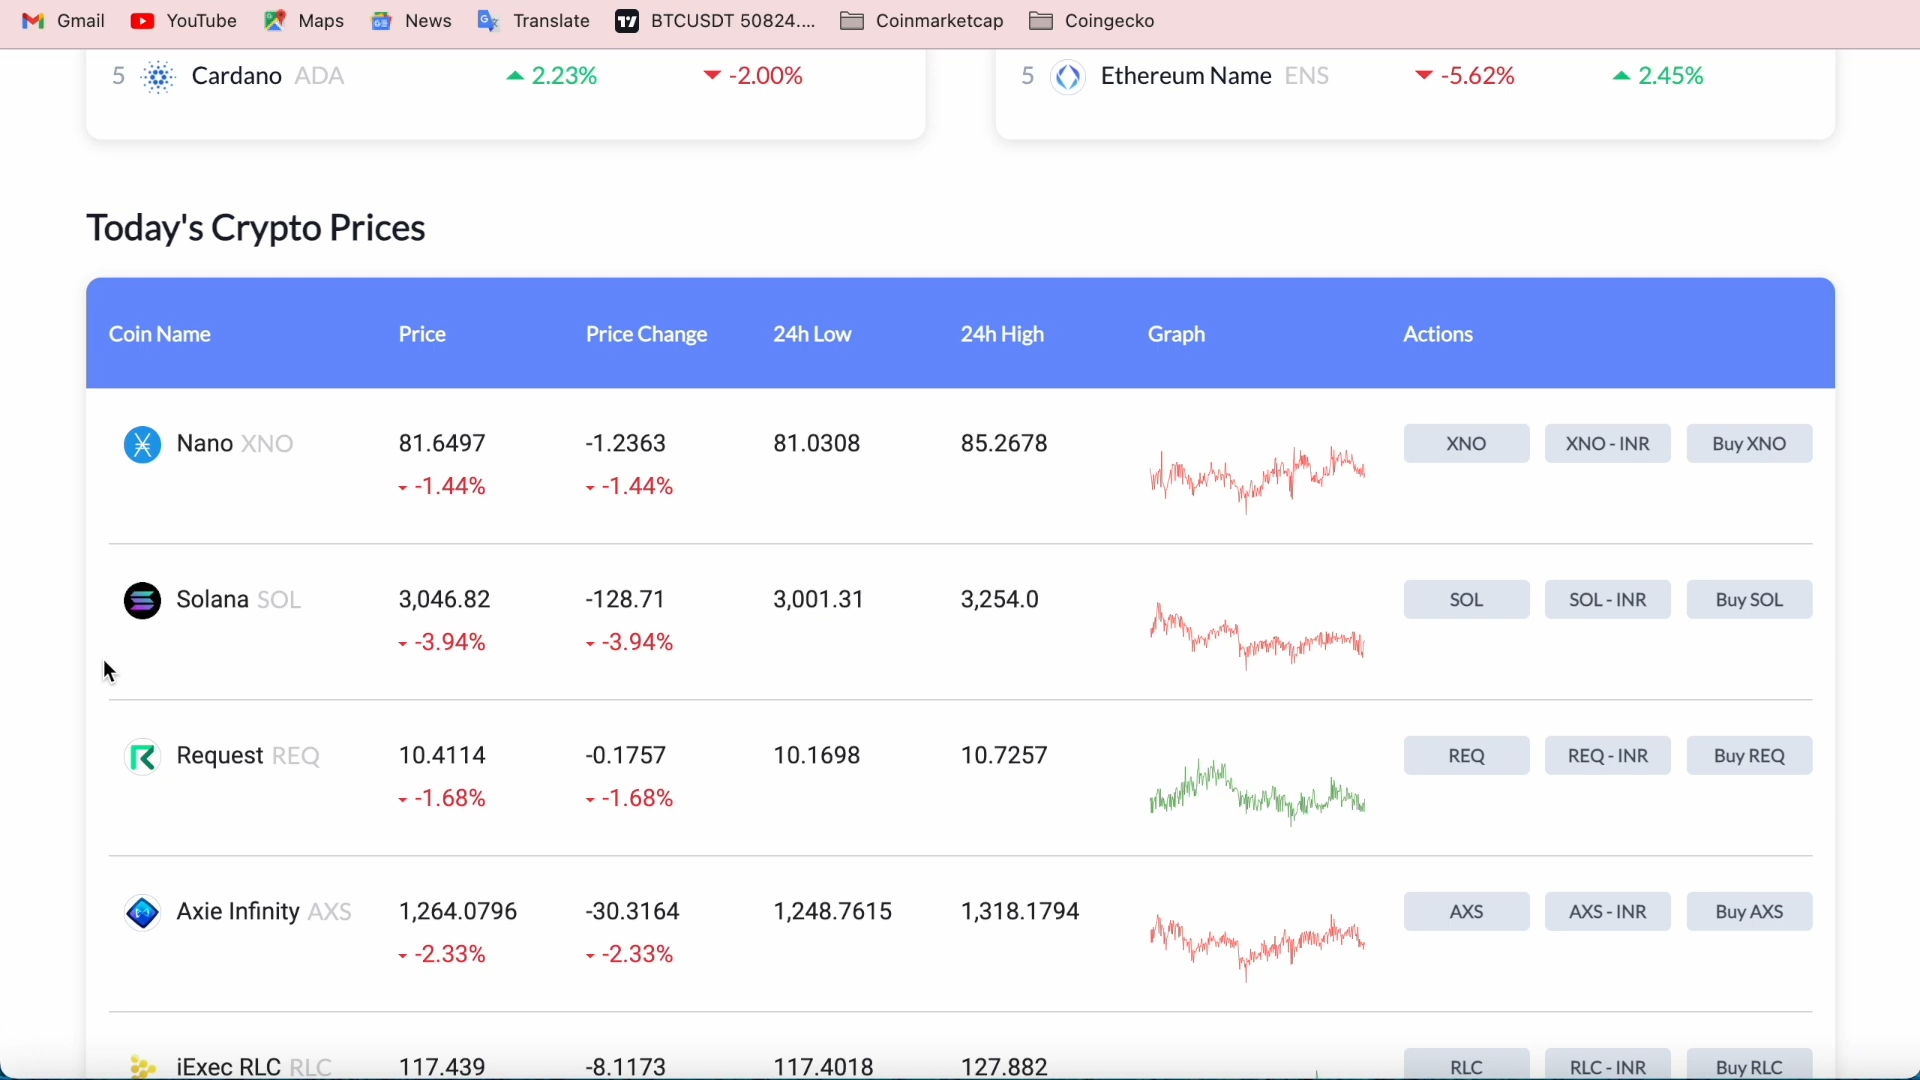 Gmail YouTube Maps News Translate BTCUSDT 50824.... Coinmarketcap Coingecko
5 Cardano ADA 2.23% -2.00% 5 Ethereum Name ENS -5.62% 2.45%
Today's Crypto Prices
Coin Name Price Price Change 24h Low 24h High Graph Actions
Nano XNO 81.6497 -1.2363 81.0308 85.2678 XNO XNO - INR Buy XNO
-1.44% -1.44%
Solana SOL 3,046.82 -128.71 3,001.31 3,254.0 SOL SOL - INR Buy SOL
-3.94% -3.94%
Request REQ 10.4114 -0.1757 10.1698 10.7257 REQ REQ - INR Buy REQ
-1.68% -1.68%
Axie Infinity AXS 1,264.0796 -30.3164 1,248.7615 1,318.1794 AXS AXS - INR Buy AXS
-2.33% -2.33%
iExec RLC RLC 117.439 -8.1173 117.4018 127.882 RLC RLC - INR Buy RLC